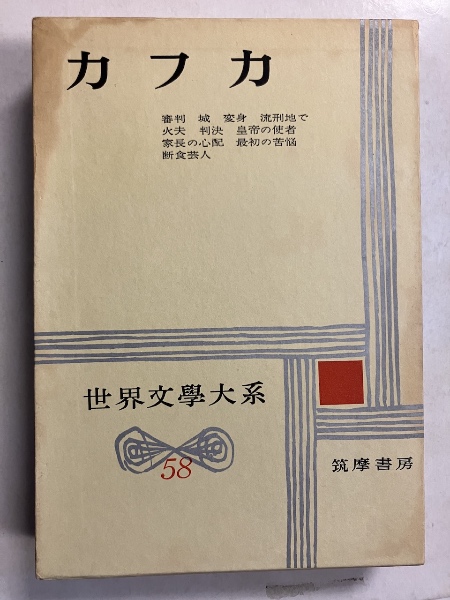 カフカ
審判 城 変身 流刑地で
火夫 判決 皇帝の使者
家長の心配 最初の苦悩
断食芸人
世界文學大系
58
筑摩書房